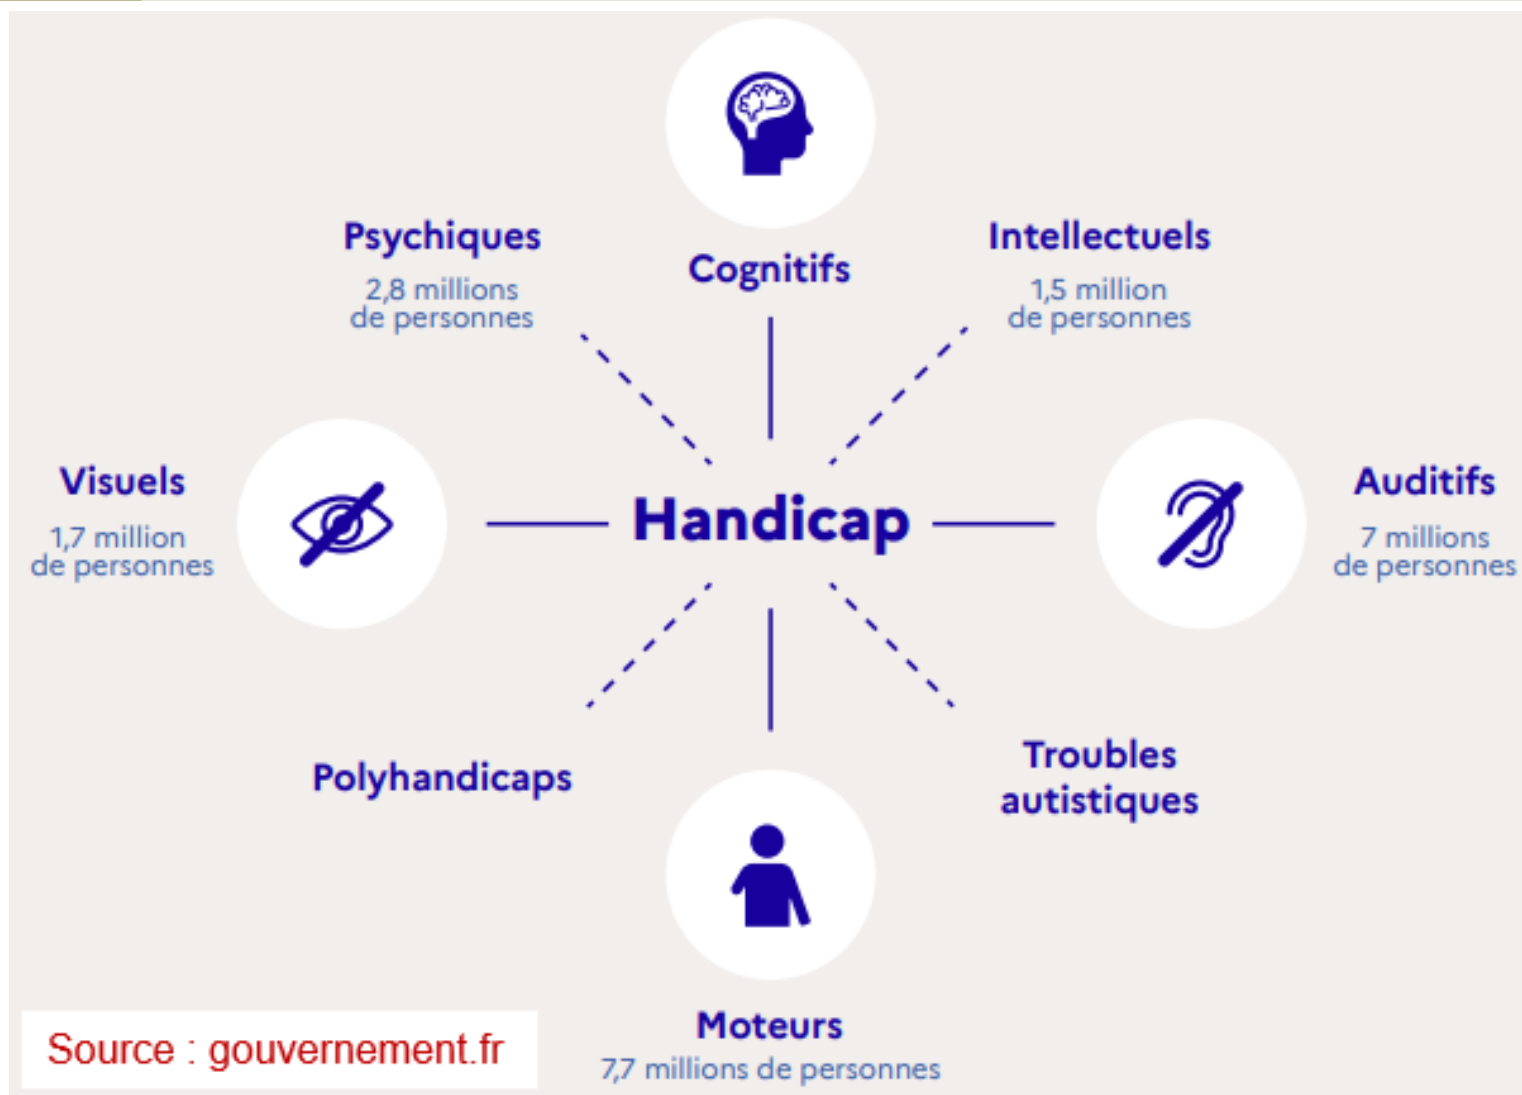 Psychiques
2,8 millions
de personnes
Cognitifs
Intellectuels
1,5 million
de personnes
Visuels
1,7 million
de personnes
Handicap
Auditifs
7 millions
de personnes
Polyhandicaps
Troubles
autistiques
Moteurs
7,7 millions de personnes
Source : gouvernement.fr